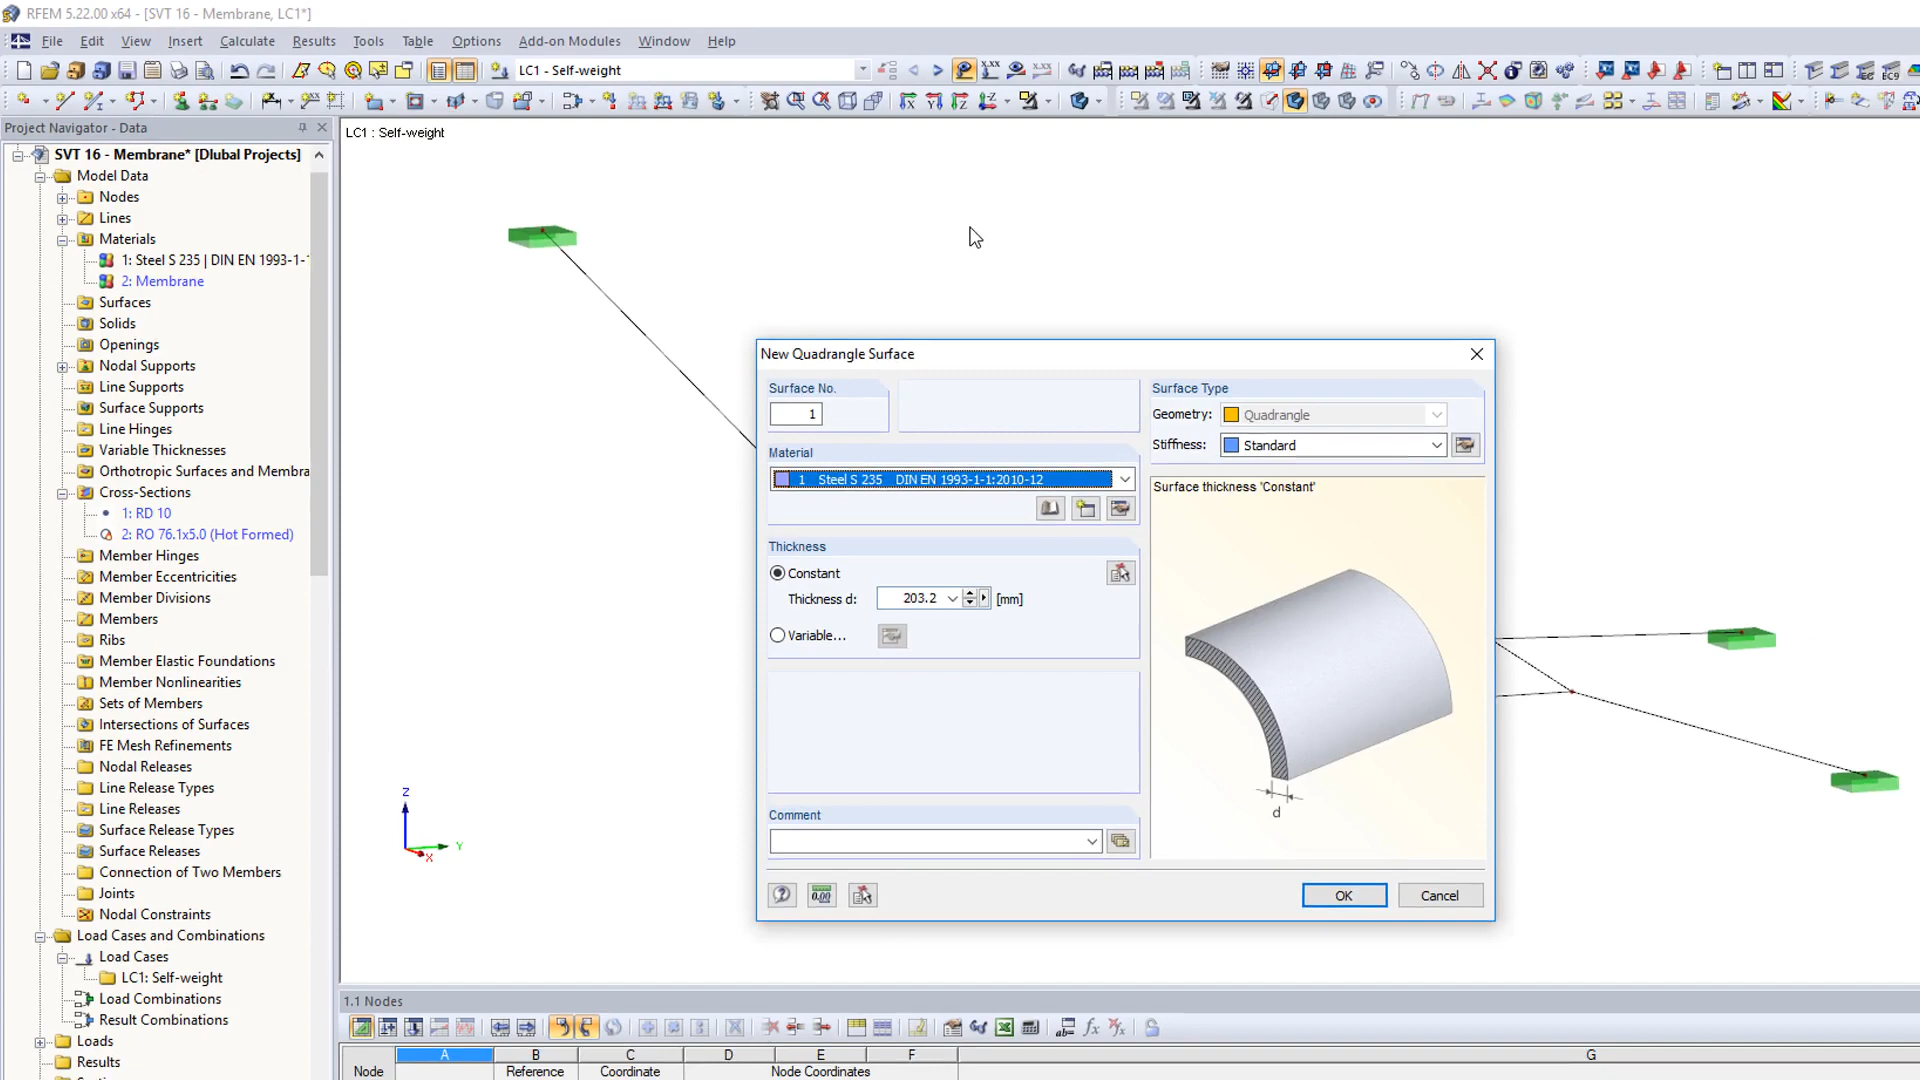 RFEM 5.22.00 x64 - [SVT 16 - Membrane, LC1*]
File Edit View Insert Calculate Results Tools Table Options Add-on Modules Window Help
LC1 - Self-weight
Project Navigator - Data
LC1 : Self-weight
SVT 16 - Membrane* [Dlubal Projects]
Model Data
Nodes
Lines
Materials
1: Steel S 235 | DIN EN 1993-1-1
2: Membrane
Surfaces
Solids
Openings
Nodal Supports
Line Supports
Surface Supports
Line Hinges
Variable Thicknesses
Orthotropic Surfaces and Membra
Cross-Sections
1: RD 10
2: RO 76.1x5.0 (Hot Formed)
Member Hinges
Member Eccentricities
Member Divisions
Members
Ribs
Member Elastic Foundations
Member Nonlinearities
Sets of Members
Intersections of Surfaces
FE Mesh Refinements
Nodal Releases
Line Release Types
Line Releases
Surface Release Types
Surface Releases
Connection of Two Members
Joints
Nodal Constraints
Load Cases and Combinations
Load Cases
LC1: Self-weight
Load Combinations
Result Combinations
Loads
Results
New Quadrangle Surface
Surface No.
1
Material
1 Steel S 235 DIN EN 1993-1-1:2010-12
Thickness
Constant
Thickness d: 203.2 [mm]
Variable...
Comment
Surface Type
Geometry: Quadrangle
Stiffness: Standard
Surface thickness 'Constant'
d
OK Cancel
Z
Y
X
1.1 Nodes
A B C D E F G
Node Reference Coordinate Node Coordinates